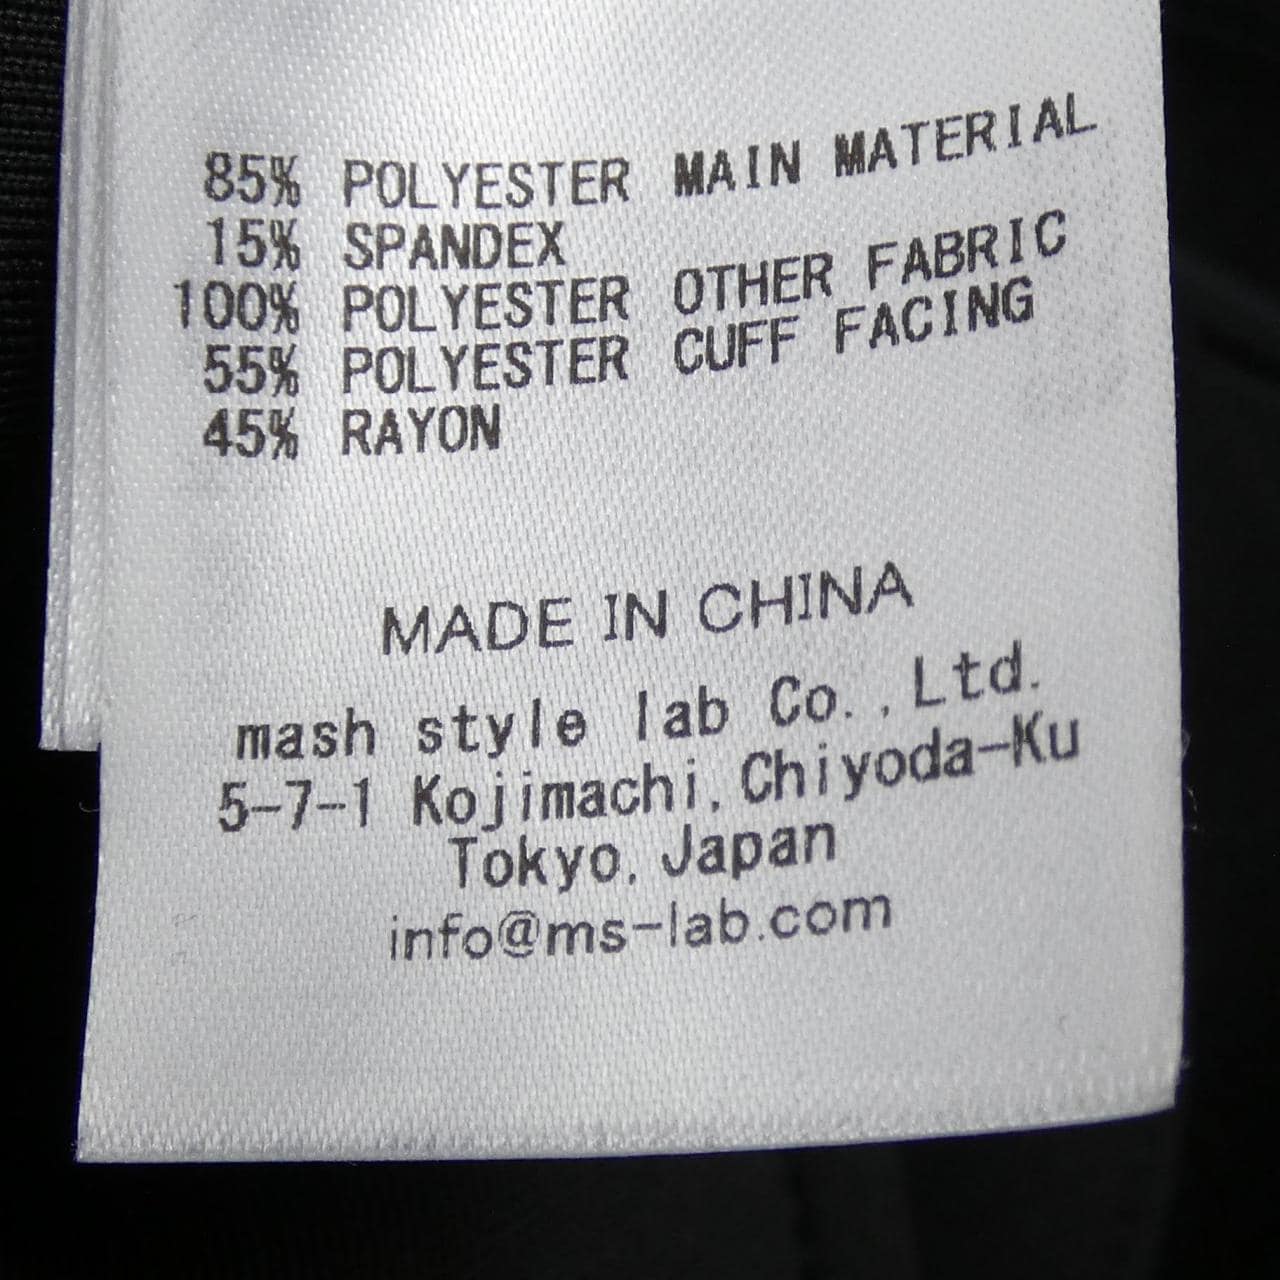 85% POLYESTER MAIN MATERIAL
15% SPANDEX
100% POLYESTER OTHER FABRIC
55% POLYESTER CUFF FACING
45% RAYON
MADE IN CHINA
mash style lab Co.,Ltd.
5-7-1 Kojimachi,Chiyoda-Ku
Tokyo, Japan
info@ms-lab.com